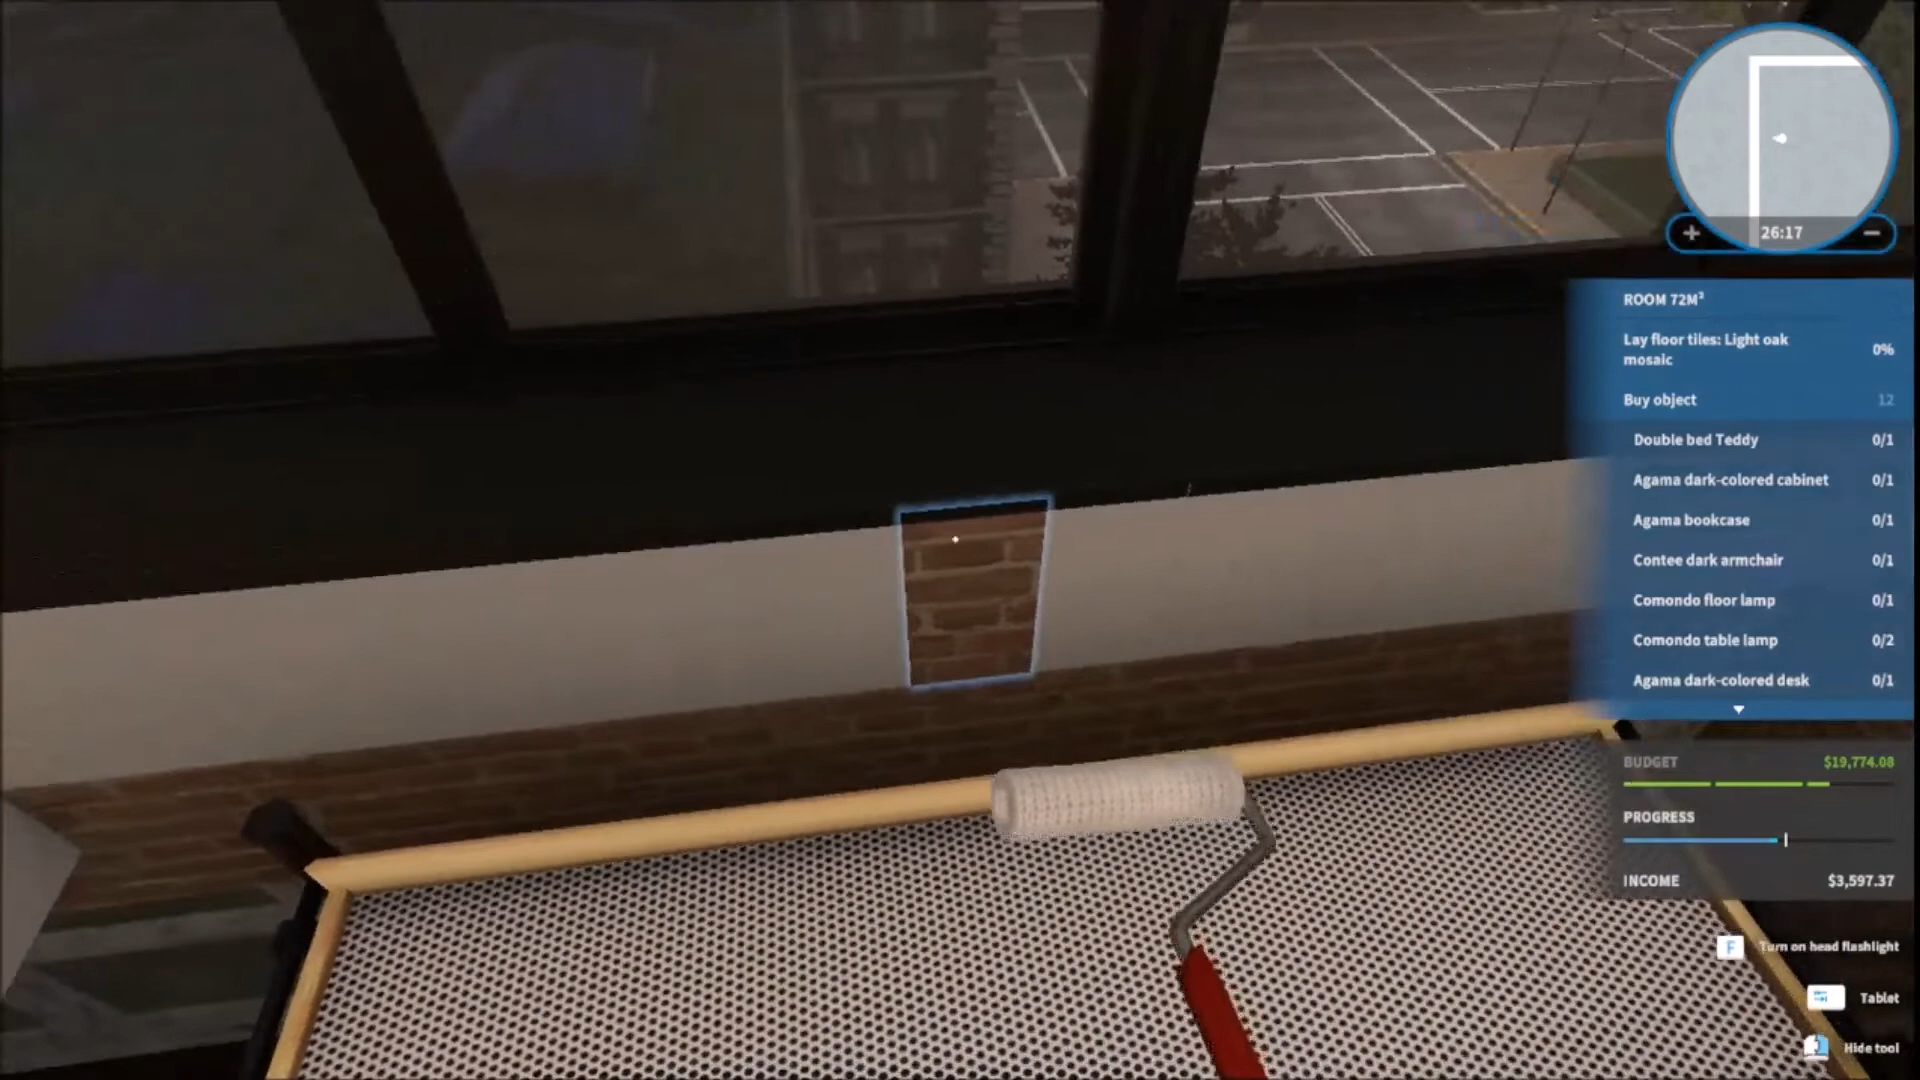 + 26:17 −
ROOM 72M²
Lay floor tiles: Light oak
mosaic 0%
Buy object 12
Double bed Teddy 0/1
Agama dark-colored cabinet 0/1
Agama bookcase 0/1
Contee dark armchair 0/1
Comondo floor lamp 0/1
Comondo table lamp 0/2
Agama dark-colored desk 0/1
BUDGET $19,774.08
PROGRESS
INCOME $3,597.37
F Turn on head flashlight
Tablet
Hide tool